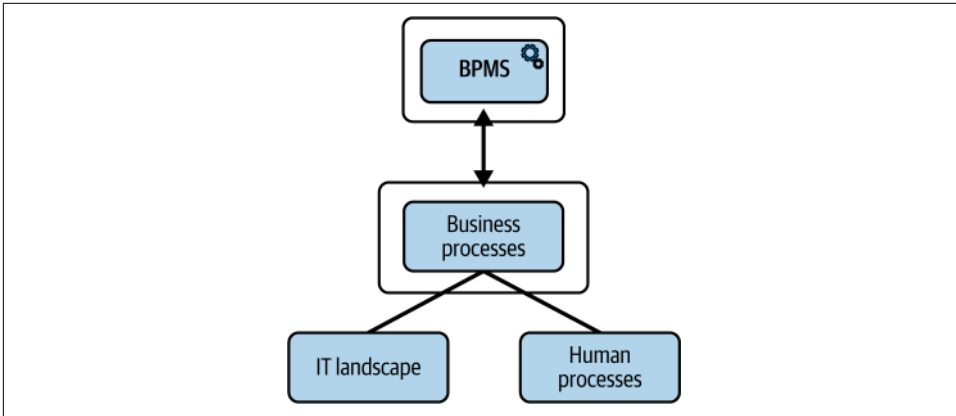 BPMS
Business
processes
IT landscape
Human
processes